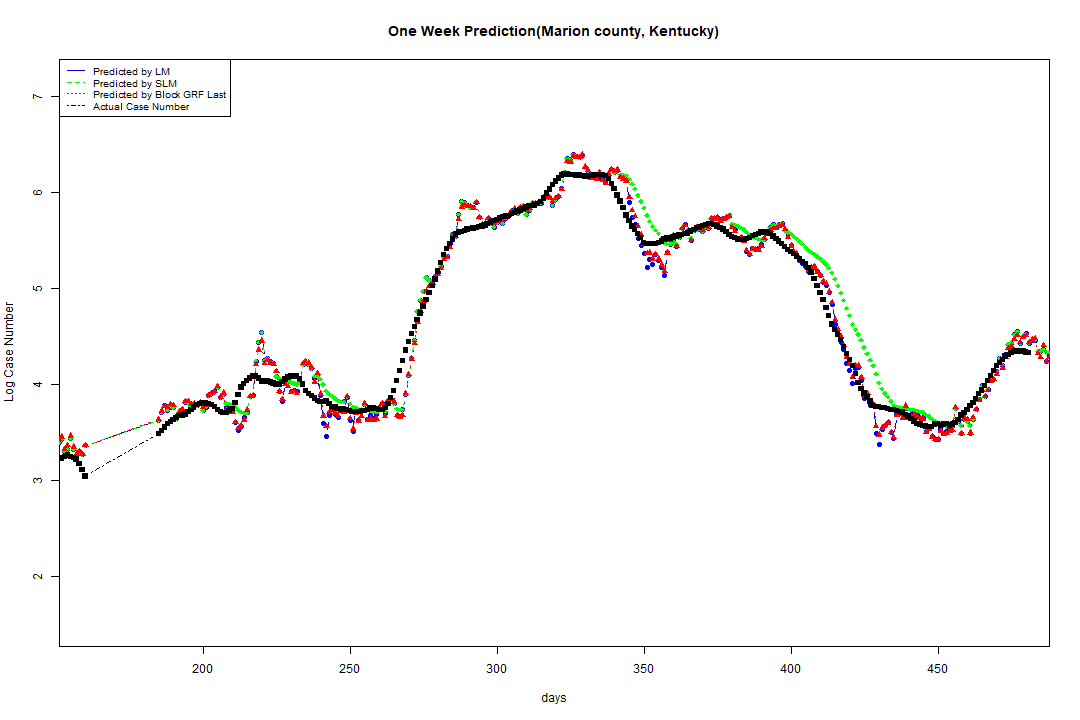 One Week Prediction(Marion county, Kentucky)
Predicted by LM
Predicted by SLM
Predicted by Block GRF Last
Actual Case Number
7
6
5
4
3
2
Log Case Number
200 250 300 350 400 450
days